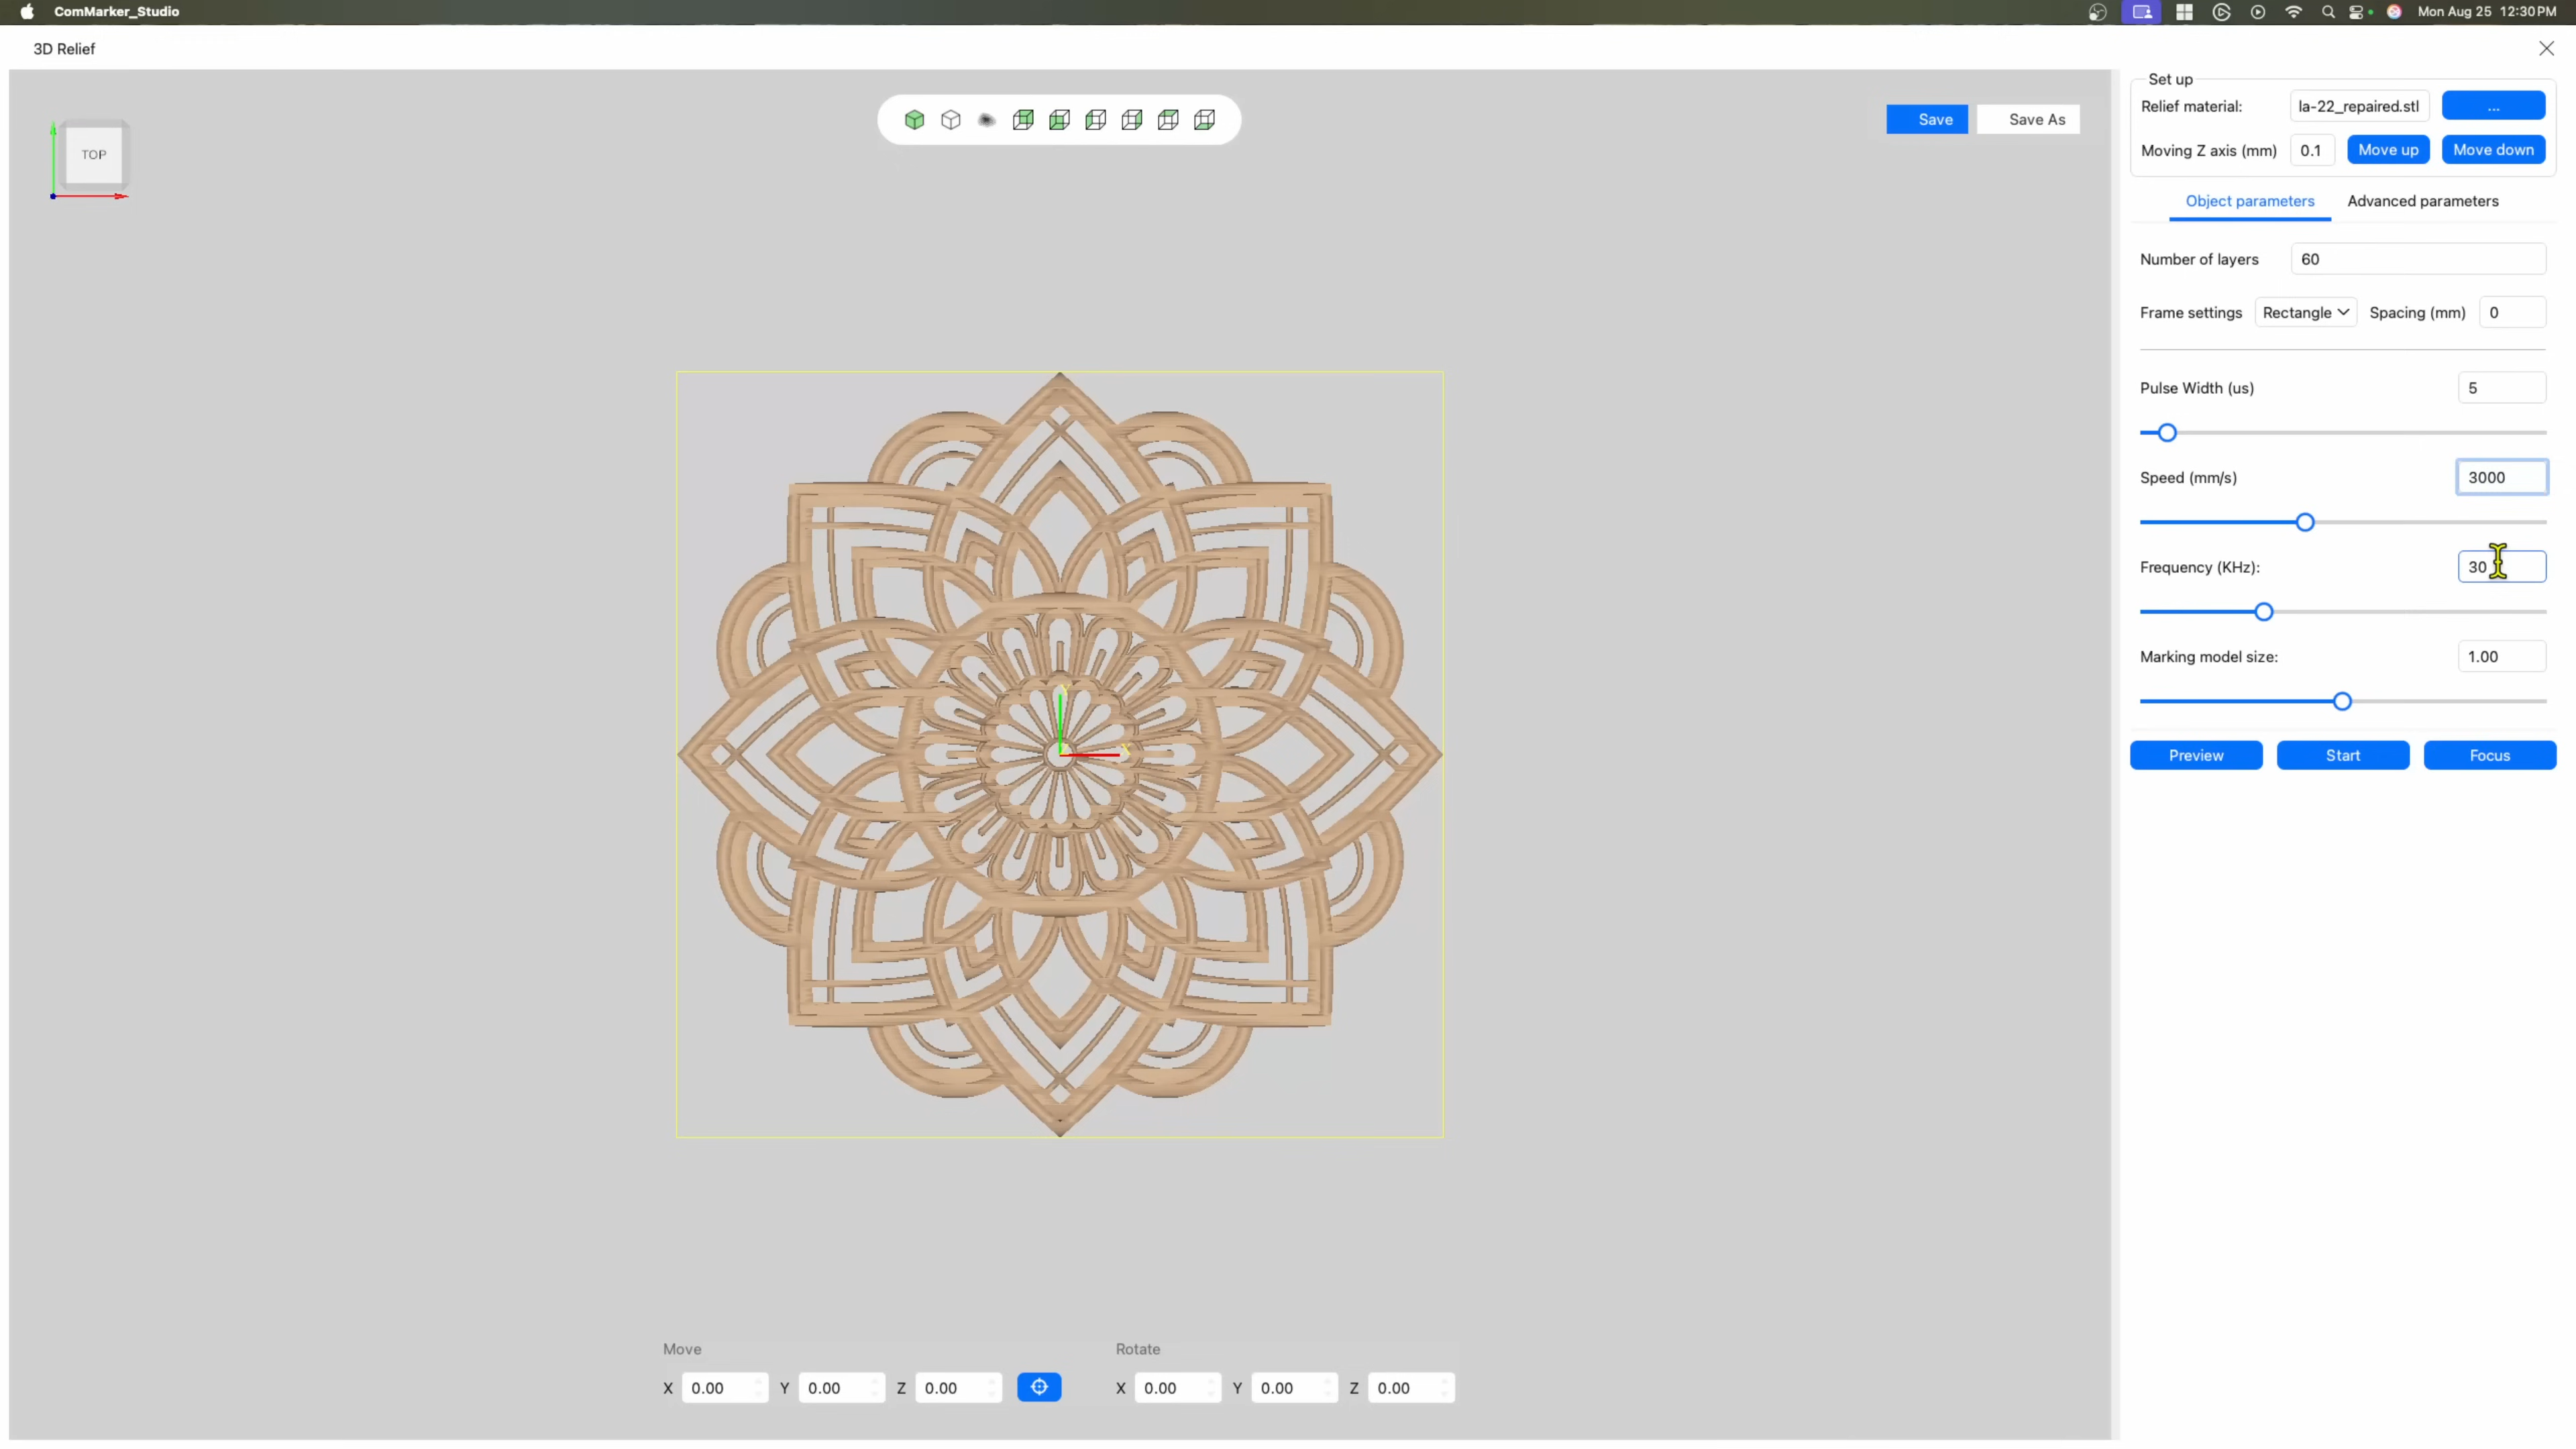 ComMarker_Studio
Mon Aug 25 12:30 PM
3D Relief
TOP
Save
Save As
Set up
Relief material: la-22_repaired.stl ...
Moving Z axis (mm) 0.1 Move up Move down
Object parameters Advanced parameters
Number of layers 60
Frame settings Rectangle Spacing (mm) 0
Pulse Width (us) 5
Speed (mm/s) 3000
Frequency (KHz): 30
Marking model size: 1.00
Preview Start Focus
Y
X
Move
X 0.00 Y 0.00 Z 0.00
Rotate
X 0.00 Y 0.00 Z 0.00